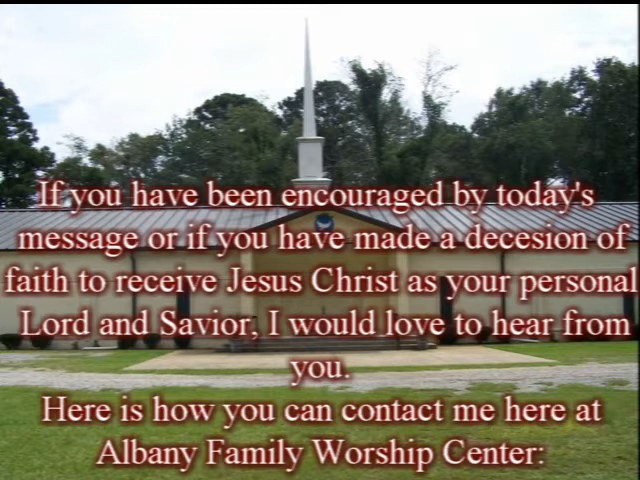 If you have been encouraged by today's
message or if you have made a decesion of
faith to receive Jesus Christ as your personal
Lord and Savior, I would love to hear from
you.
Here is how you can contact me here at
Albany Family Worship Center: